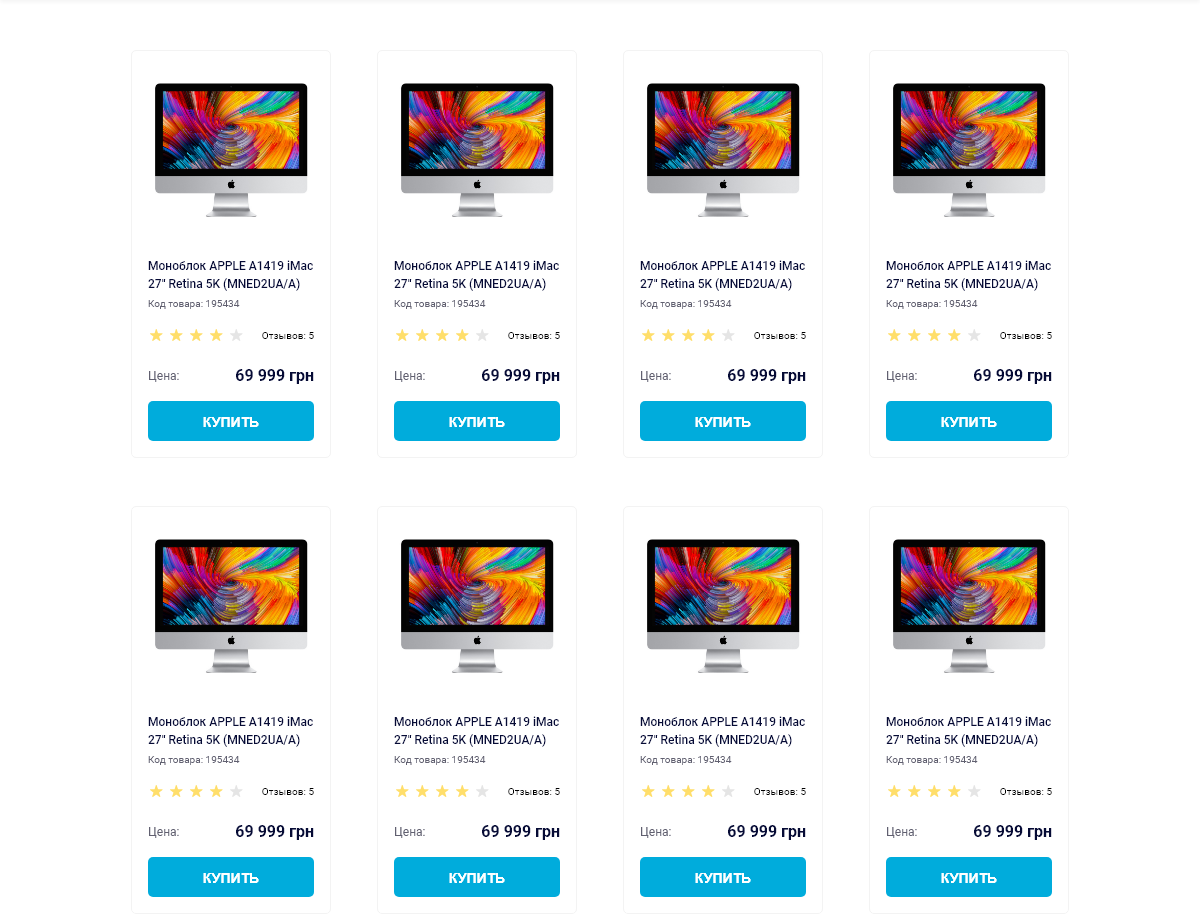 Моноблок APPLE A1419 iMac
27" Retina 5K (MNED2UA/A)
Код товара: 195434
Отзывов: 5
Цена: 69 999 грн
КУПИТЬ
Моноблок APPLE A1419 iMac
27" Retina 5K (MNED2UA/A)
Код товара: 195434
Отзывов: 5
Цена: 69 999 грн
КУПИТЬ
Моноблок APPLE A1419 iMac
27" Retina 5K (MNED2UA/A)
Код товара: 195434
Отзывов: 5
Цена: 69 999 грн
КУПИТЬ
Моноблок APPLE A1419 iMac
27" Retina 5K (MNED2UA/A)
Код товара: 195434
Отзывов: 5
Цена: 69 999 грн
КУПИТЬ
Моноблок APPLE A1419 iMac
27" Retina 5K (MNED2UA/A)
Код товара: 195434
Отзывов: 5
Цена: 69 999 грн
КУПИТЬ
Моноблок APPLE A1419 iMac
27" Retina 5K (MNED2UA/A)
Код товара: 195434
Отзывов: 5
Цена: 69 999 грн
КУПИТЬ
Моноблок APPLE A1419 iMac
27" Retina 5K (MNED2UA/A)
Код товара: 195434
Отзывов: 5
Цена: 69 999 грн
КУПИТЬ
Моноблок APPLE A1419 iMac
27" Retina 5K (MNED2UA/A)
Код товара: 195434
Отзывов: 5
Цена: 69 999 грн
КУПИТЬ